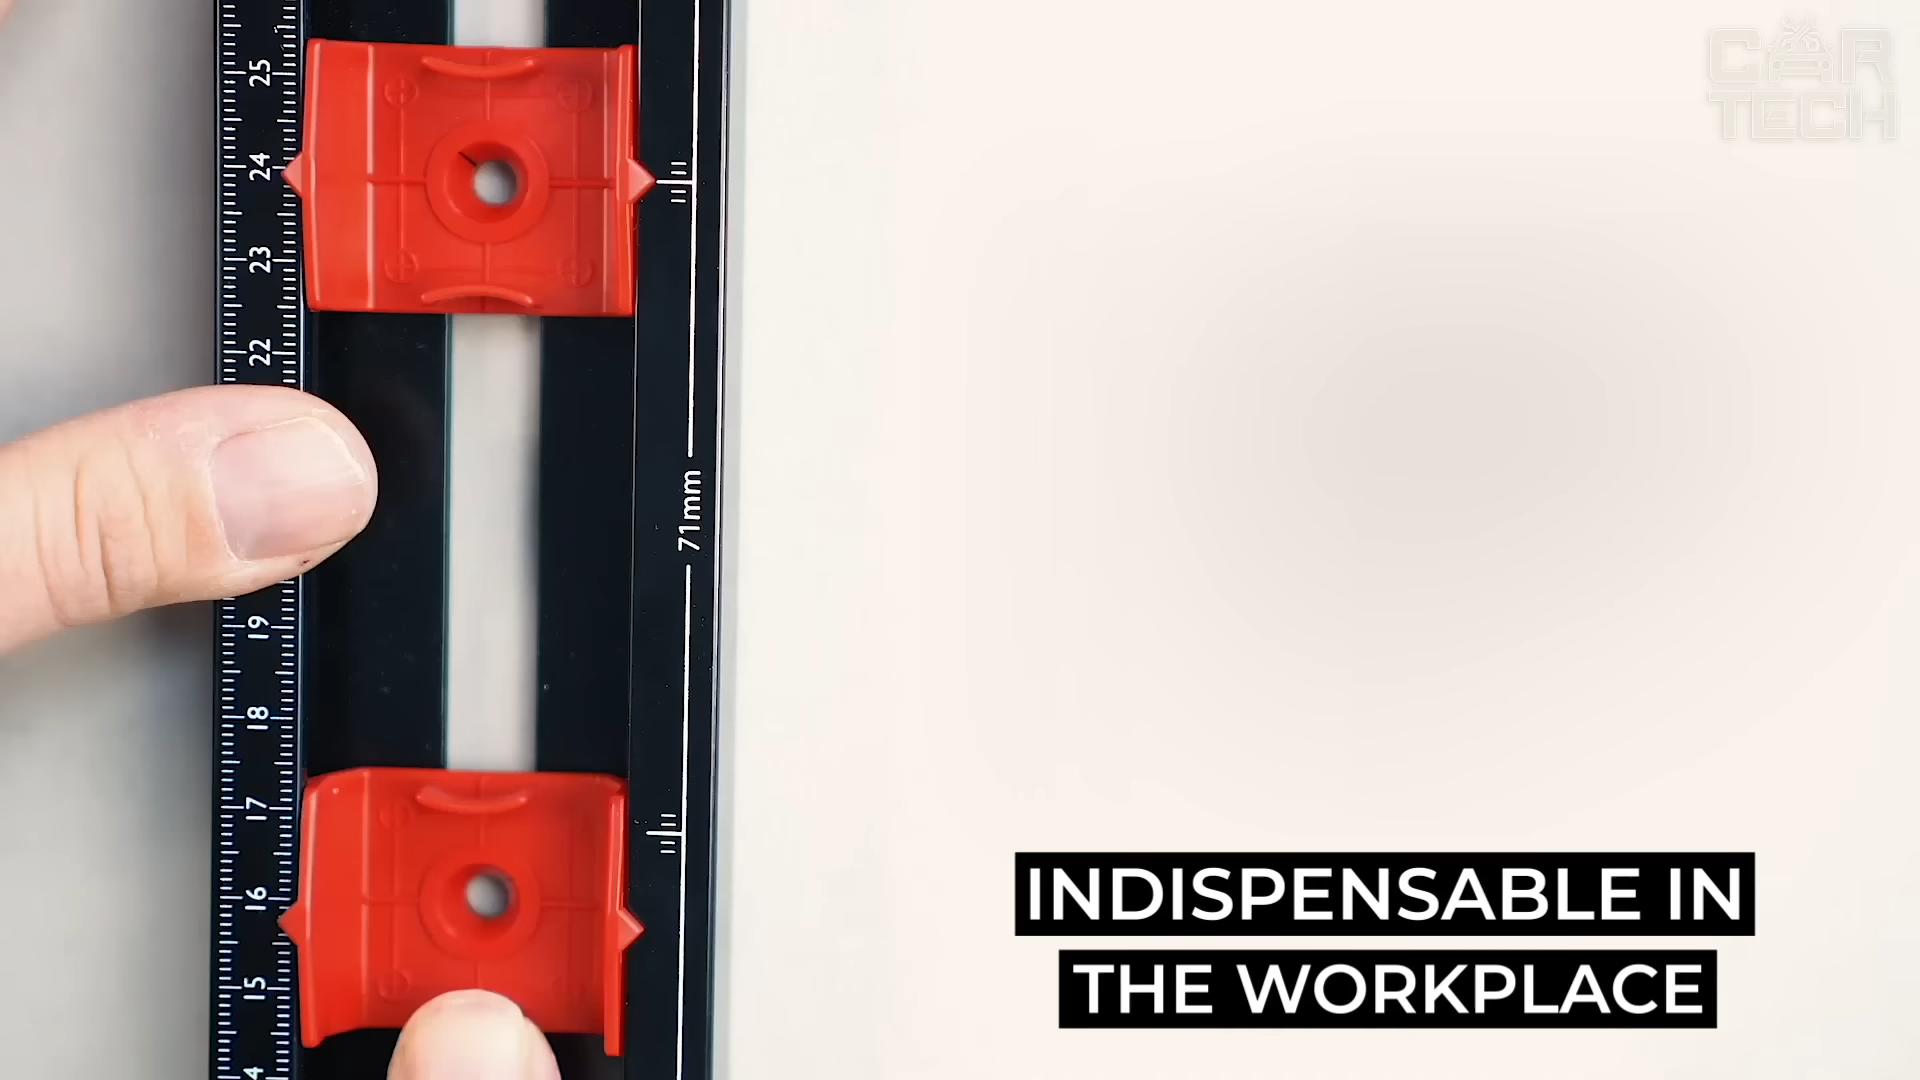 CAR
TECH
25
24
23
22
19
18
17
16
15
71mm
INDISPENSABLE IN
THE WORKPLACE